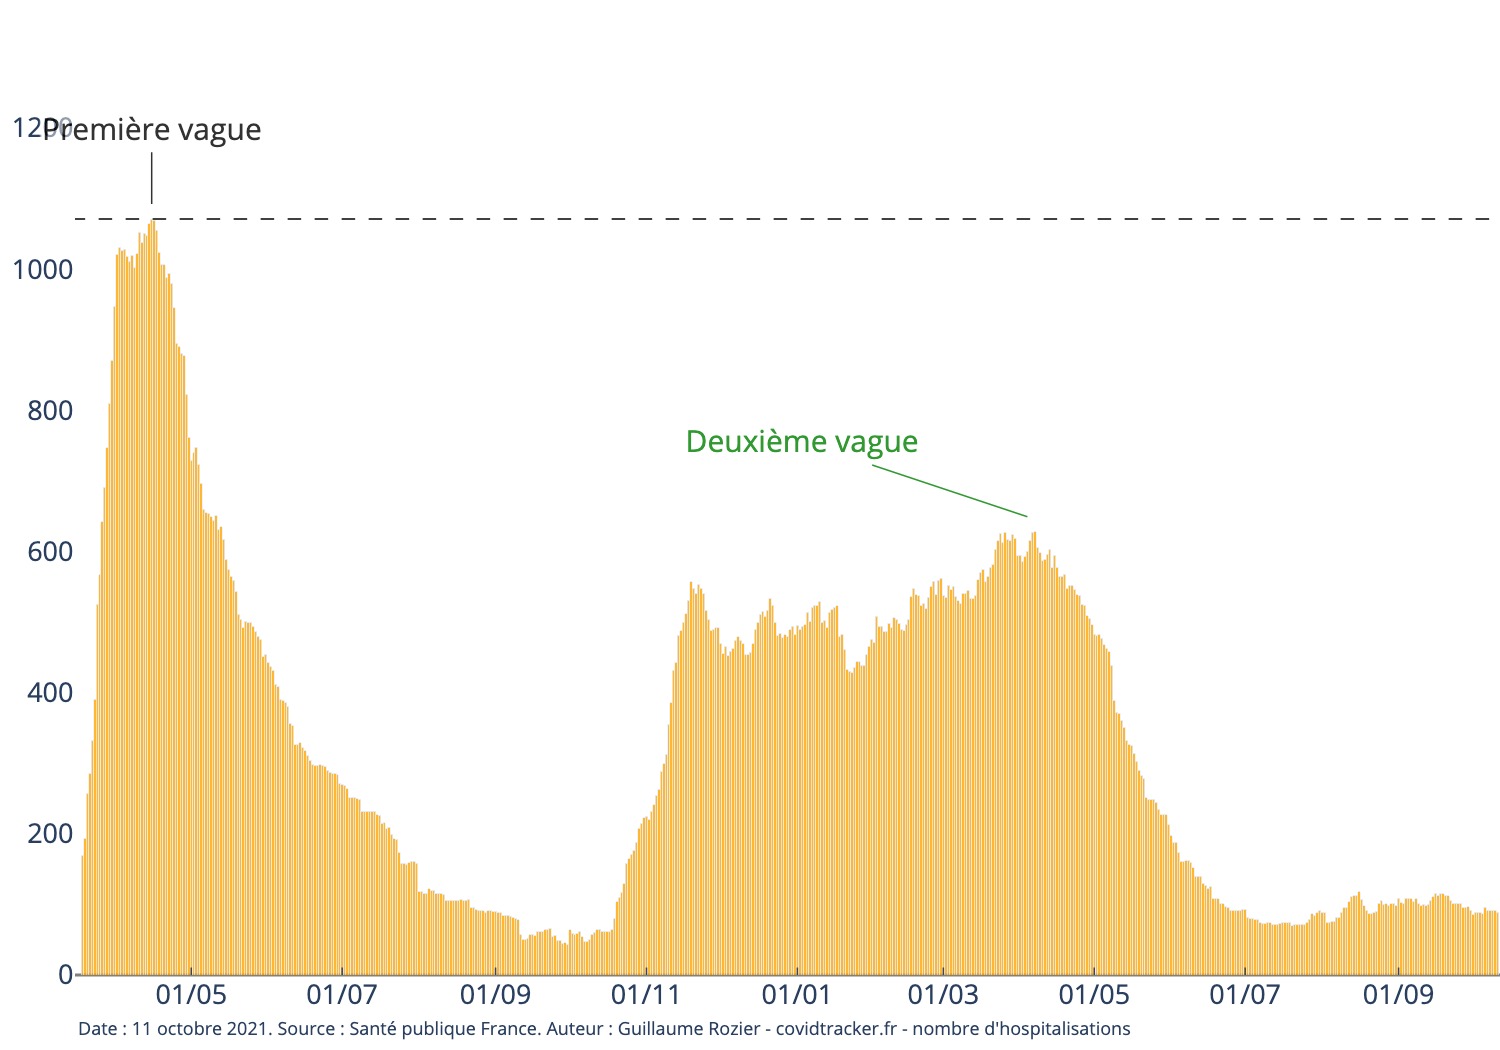 1200
Première vague
1000
800
Deuxième vague
600
400
200
0
01/05 01/07 01/09 01/11 01/01 01/03 01/05 01/07 01/09
Date : 11 octobre 2021. Source : Santé publique France. Auteur : Guillaume Rozier - covidtracker.fr - nombre d'hospitalisations